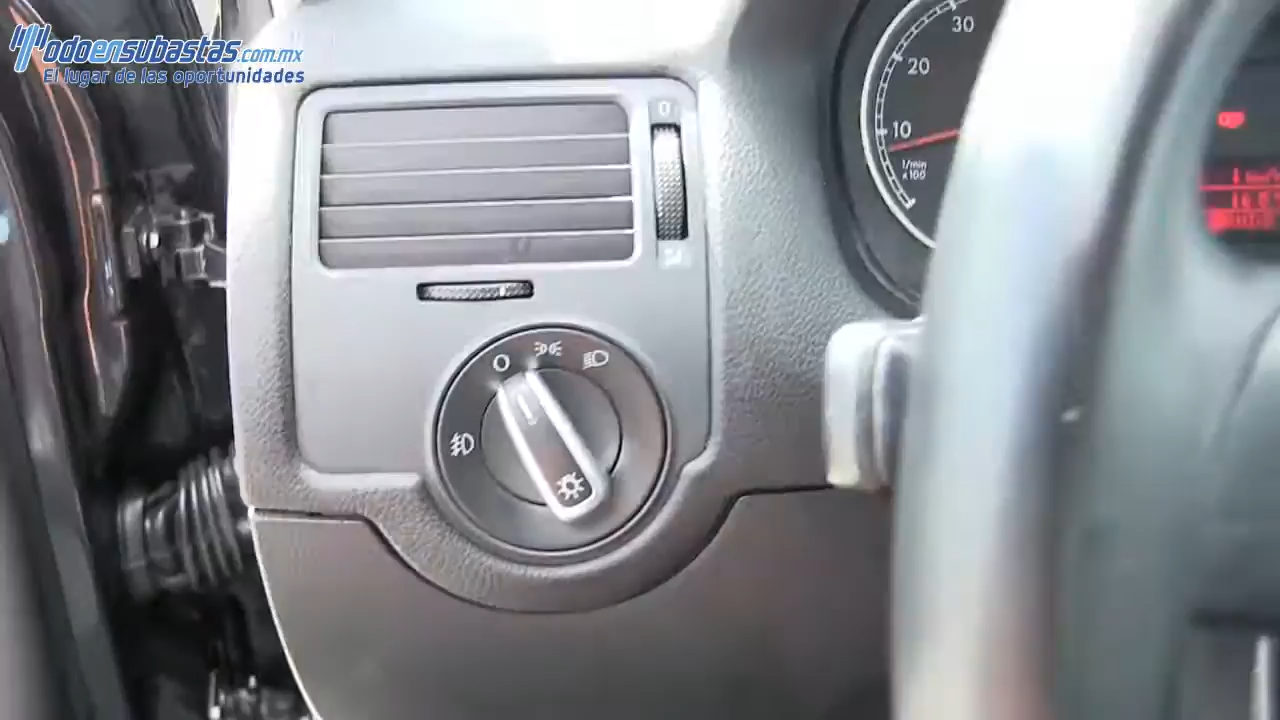 Todoensubastas.com.mx
El lugar de las oportunidades
30
20
10
1/min
x100
0
O